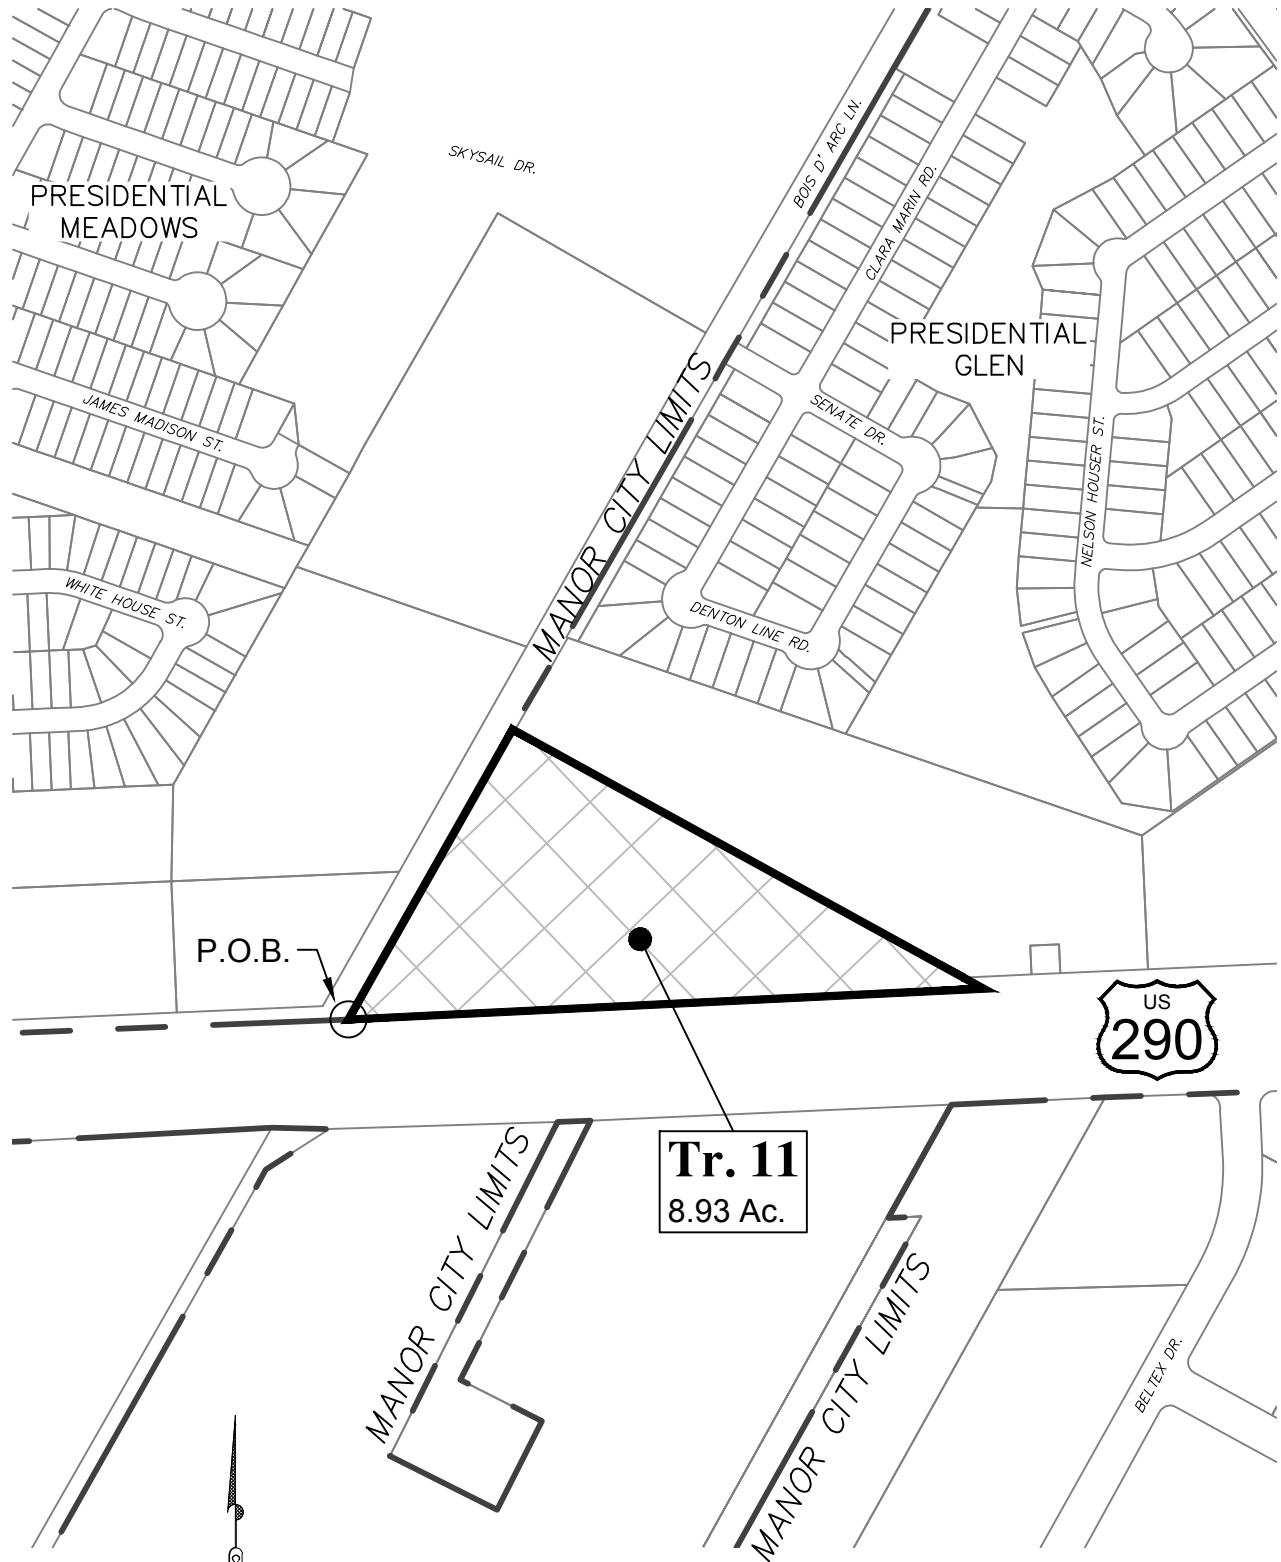 SKYSAIL DR.
BOIS D' ARC LN.
CLARA MARIN RD.
PRESIDENTIAL
MEADOWS
PRESIDENTIAL
GLEN
MANOR CITY LIMITS
JAMES MADISON ST.
SENATE DR.
NELSON HOUSER ST.
WHITE HOUSE ST.
DENTON LINE RD.
P.O.B.
US
290
Tr. 11
8.93 Ac.
MANOR CITY LIMITS
MANOR CITY LIMITS
BELTEX DR.